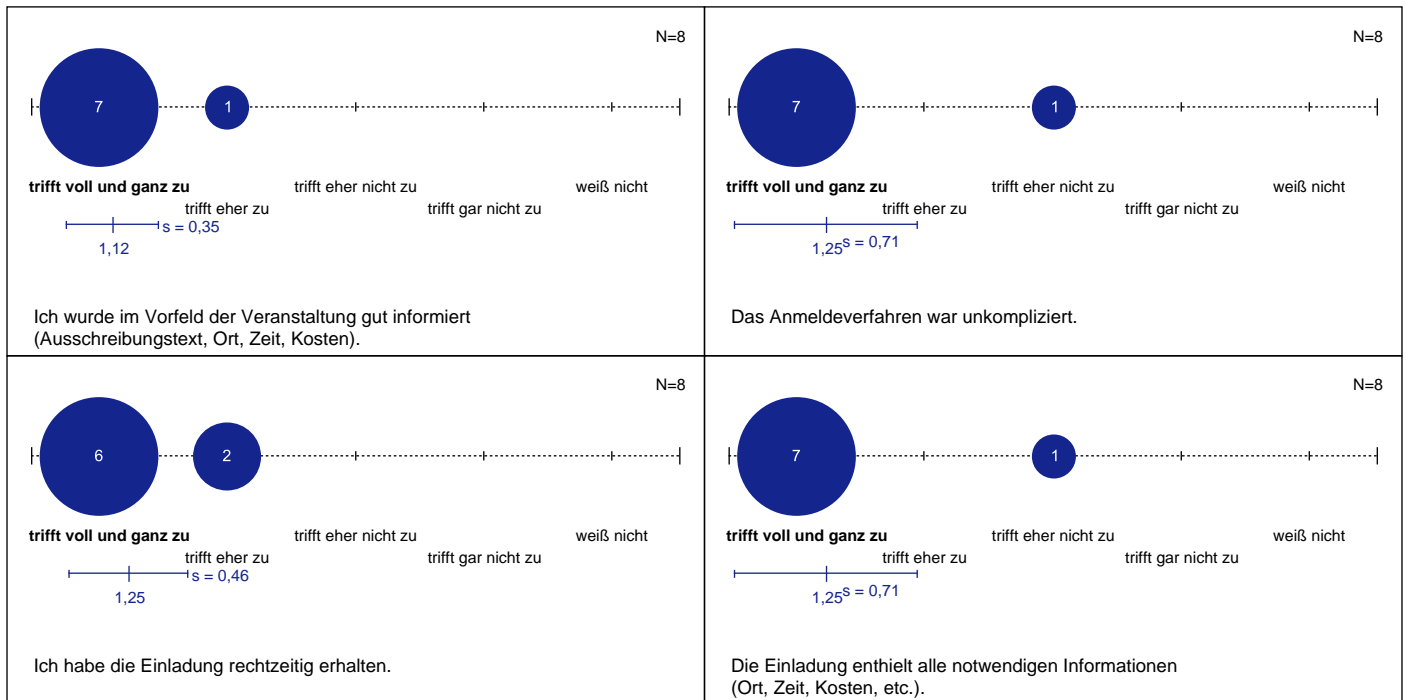 N=8
7 1
trifft voll und ganz zu trifft eher nicht zu weiß nicht
trifft eher zu trifft gar nicht zu
s = 0,35
1,12
Ich wurde im Vorfeld der Veranstaltung gut informiert
(Ausschreibungstext, Ort, Zeit, Kosten).
N=8
7 1
trifft voll und ganz zu trifft eher nicht zu weiß nicht
trifft eher zu trifft gar nicht zu
1,25 s = 0,71
Das Anmeldeverfahren war unkompliziert.
N=8
6 2
trifft voll und ganz zu trifft eher nicht zu weiß nicht
trifft eher zu trifft gar nicht zu
s = 0,46
1,25
Ich habe die Einladung rechtzeitig erhalten.
N=8
7 1
trifft voll und ganz zu trifft eher nicht zu weiß nicht
trifft eher zu trifft gar nicht zu
1,25 s = 0,71
Die Einladung enthielt alle notwendigen Informationen
(Ort, Zeit, Kosten, etc.).